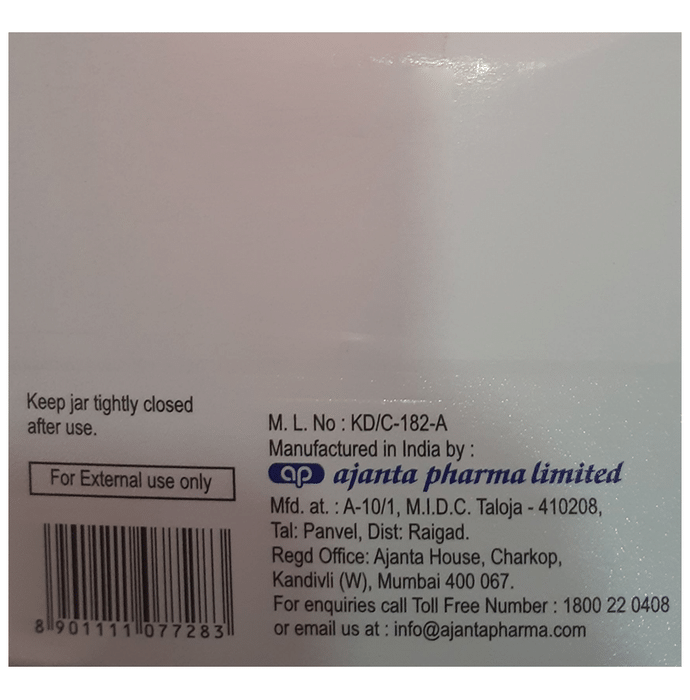 Keep jar tightly closed
after use.
For External use only
8 901111 077283
M. L. No : KD/C-182-A
Manufactured in India by :
ap ajanta pharma limited
Mfd. at. : A-10/1, M.I.D.C. Taloja - 410208,
Tal: Panvel, Dist: Raigad.
Regd Office: Ajanta House, Charkop,
Kandivli (W), Mumbai 400 067.
For enquiries call Toll Free Number : 1800 22 0408
or email us at : info@ajantapharma.com